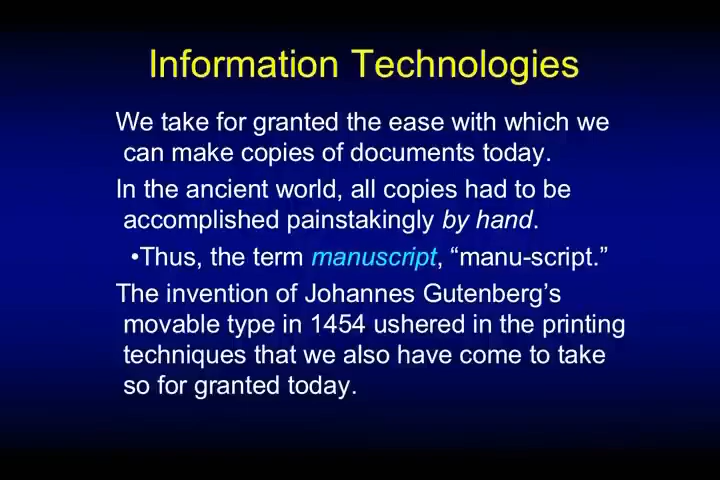 Information Technologies
We take for granted the ease with which we
can make copies of documents today.
In the ancient world, all copies had to be
accomplished painstakingly by hand.
•Thus, the term manuscript, “manu-script.”
The invention of Johannes Gutenberg’s
movable type in 1454 ushered in the printing
techniques that we also have come to take
so for granted today.